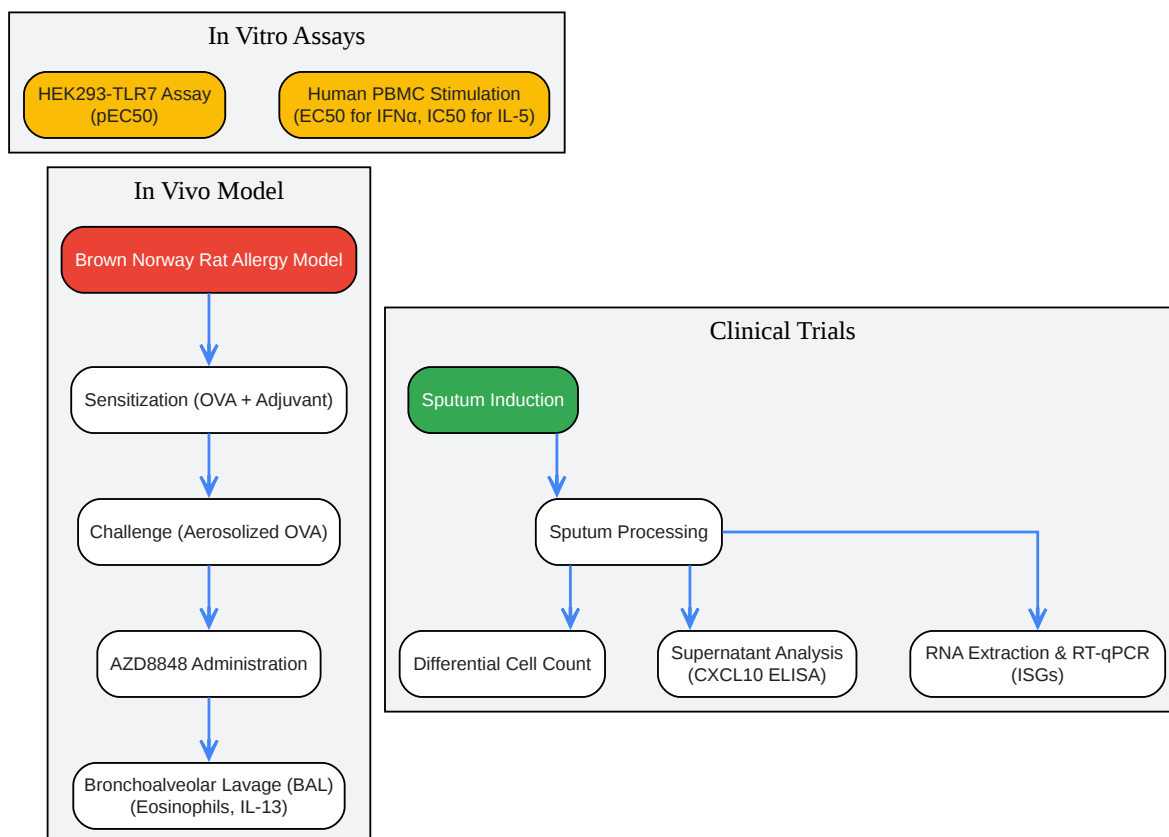 In Vitro Assays
HEK293-TLR7 Assay
(pEC50)
Human PBMC Stimulation
(EC50 for IFNα, IC50 for IL-5)
In Vivo Model
Brown Norway Rat Allergy Model
Sensitization (OVA + Adjuvant)
Challenge (Aerosolized OVA)
AZD8848 Administration
Bronchoalveolar Lavage (BAL)
(Eosinophils, IL-13)
Clinical Trials
Sputum Induction
Sputum Processing
Differential Cell Count
Supernatant Analysis
(CXCL10 ELISA)
RNA Extraction & RT-qPCR
(ISGs)